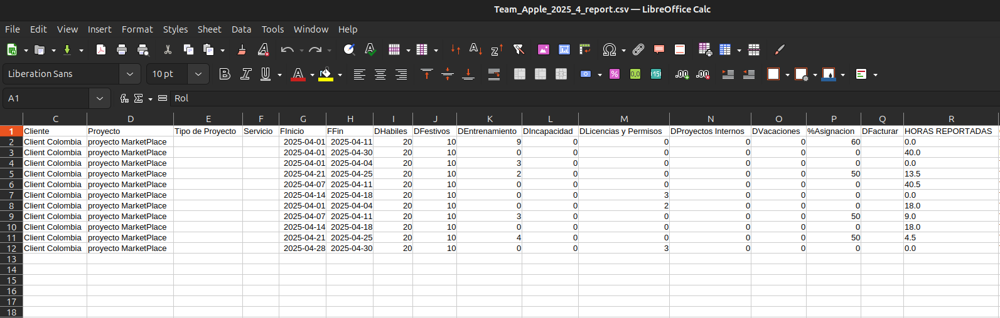 Team_Apple_2025_4_report.csv — LibreOffice Calc
File Edit View Insert Format Styles Sheet Data Tools Window Help
Liberation Sans 10 pt B I U A
A1 fx Σ = Rol
C D E F G H I J K L M N O P Q R
1 Cliente Proyecto Tipo de Proyecto Servicio FInicio FFin DHabiles DFestivos DEntrenamiento DIncapacidad DLicencias y Permisos DProyectos Internos DVacaciones %Asignacion DFacturar HORAS REPORTADAS
2 Client Colombia proyecto MarketPlace 2025-04-01 2025-04-11 20 10 9 0 0 0 0 60 0.0
3 Client Colombia proyecto MarketPlace 2025-04-01 2025-04-30 20 10 0 0 0 0 0 0 40.0
4 Client Colombia proyecto MarketPlace 2025-04-01 2025-04-04 20 10 3 0 0 0 0 0 0.0
5 Client Colombia proyecto MarketPlace 2025-04-21 2025-04-25 20 10 2 0 0 0 0 50 13.5
6 Client Colombia proyecto MarketPlace 2025-04-07 2025-04-11 20 10 0 0 0 0 0 0 40.5
7 Client Colombia proyecto MarketPlace 2025-04-14 2025-04-18 20 10 0 0 3 0 0 0 0.0
8 Client Colombia proyecto MarketPlace 2025-04-01 2025-04-04 20 10 0 0 2 0 0 0 18.0
9 Client Colombia proyecto MarketPlace 2025-04-07 2025-04-11 20 10 3 0 0 0 0 50 9.0
10 Client Colombia proyecto MarketPlace 2025-04-14 2025-04-18 20 10 0 0 0 0 0 0 18.0
11 Client Colombia proyecto MarketPlace 2025-04-21 2025-04-25 20 10 4 0 0 0 0 50 4.5
12 Client Colombia proyecto MarketPlace 2025-04-28 2025-04-30 20 10 0 0 3 0 0 0 0.0
13
14
15
16
17
18